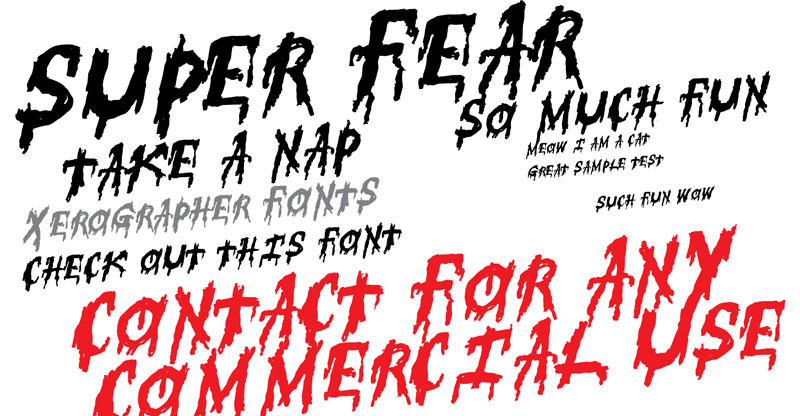 SUPER FEAR
SO MUCH FUN
MEOW I AM A CAT
GREAT SAMPLE TEST
TAKE A NAP
SUCH FUN WOW
XEROGRAPHER FONTS
CHECK OUT THIS FONT
CONTACT FOR ANY
COMMERCIAL USE